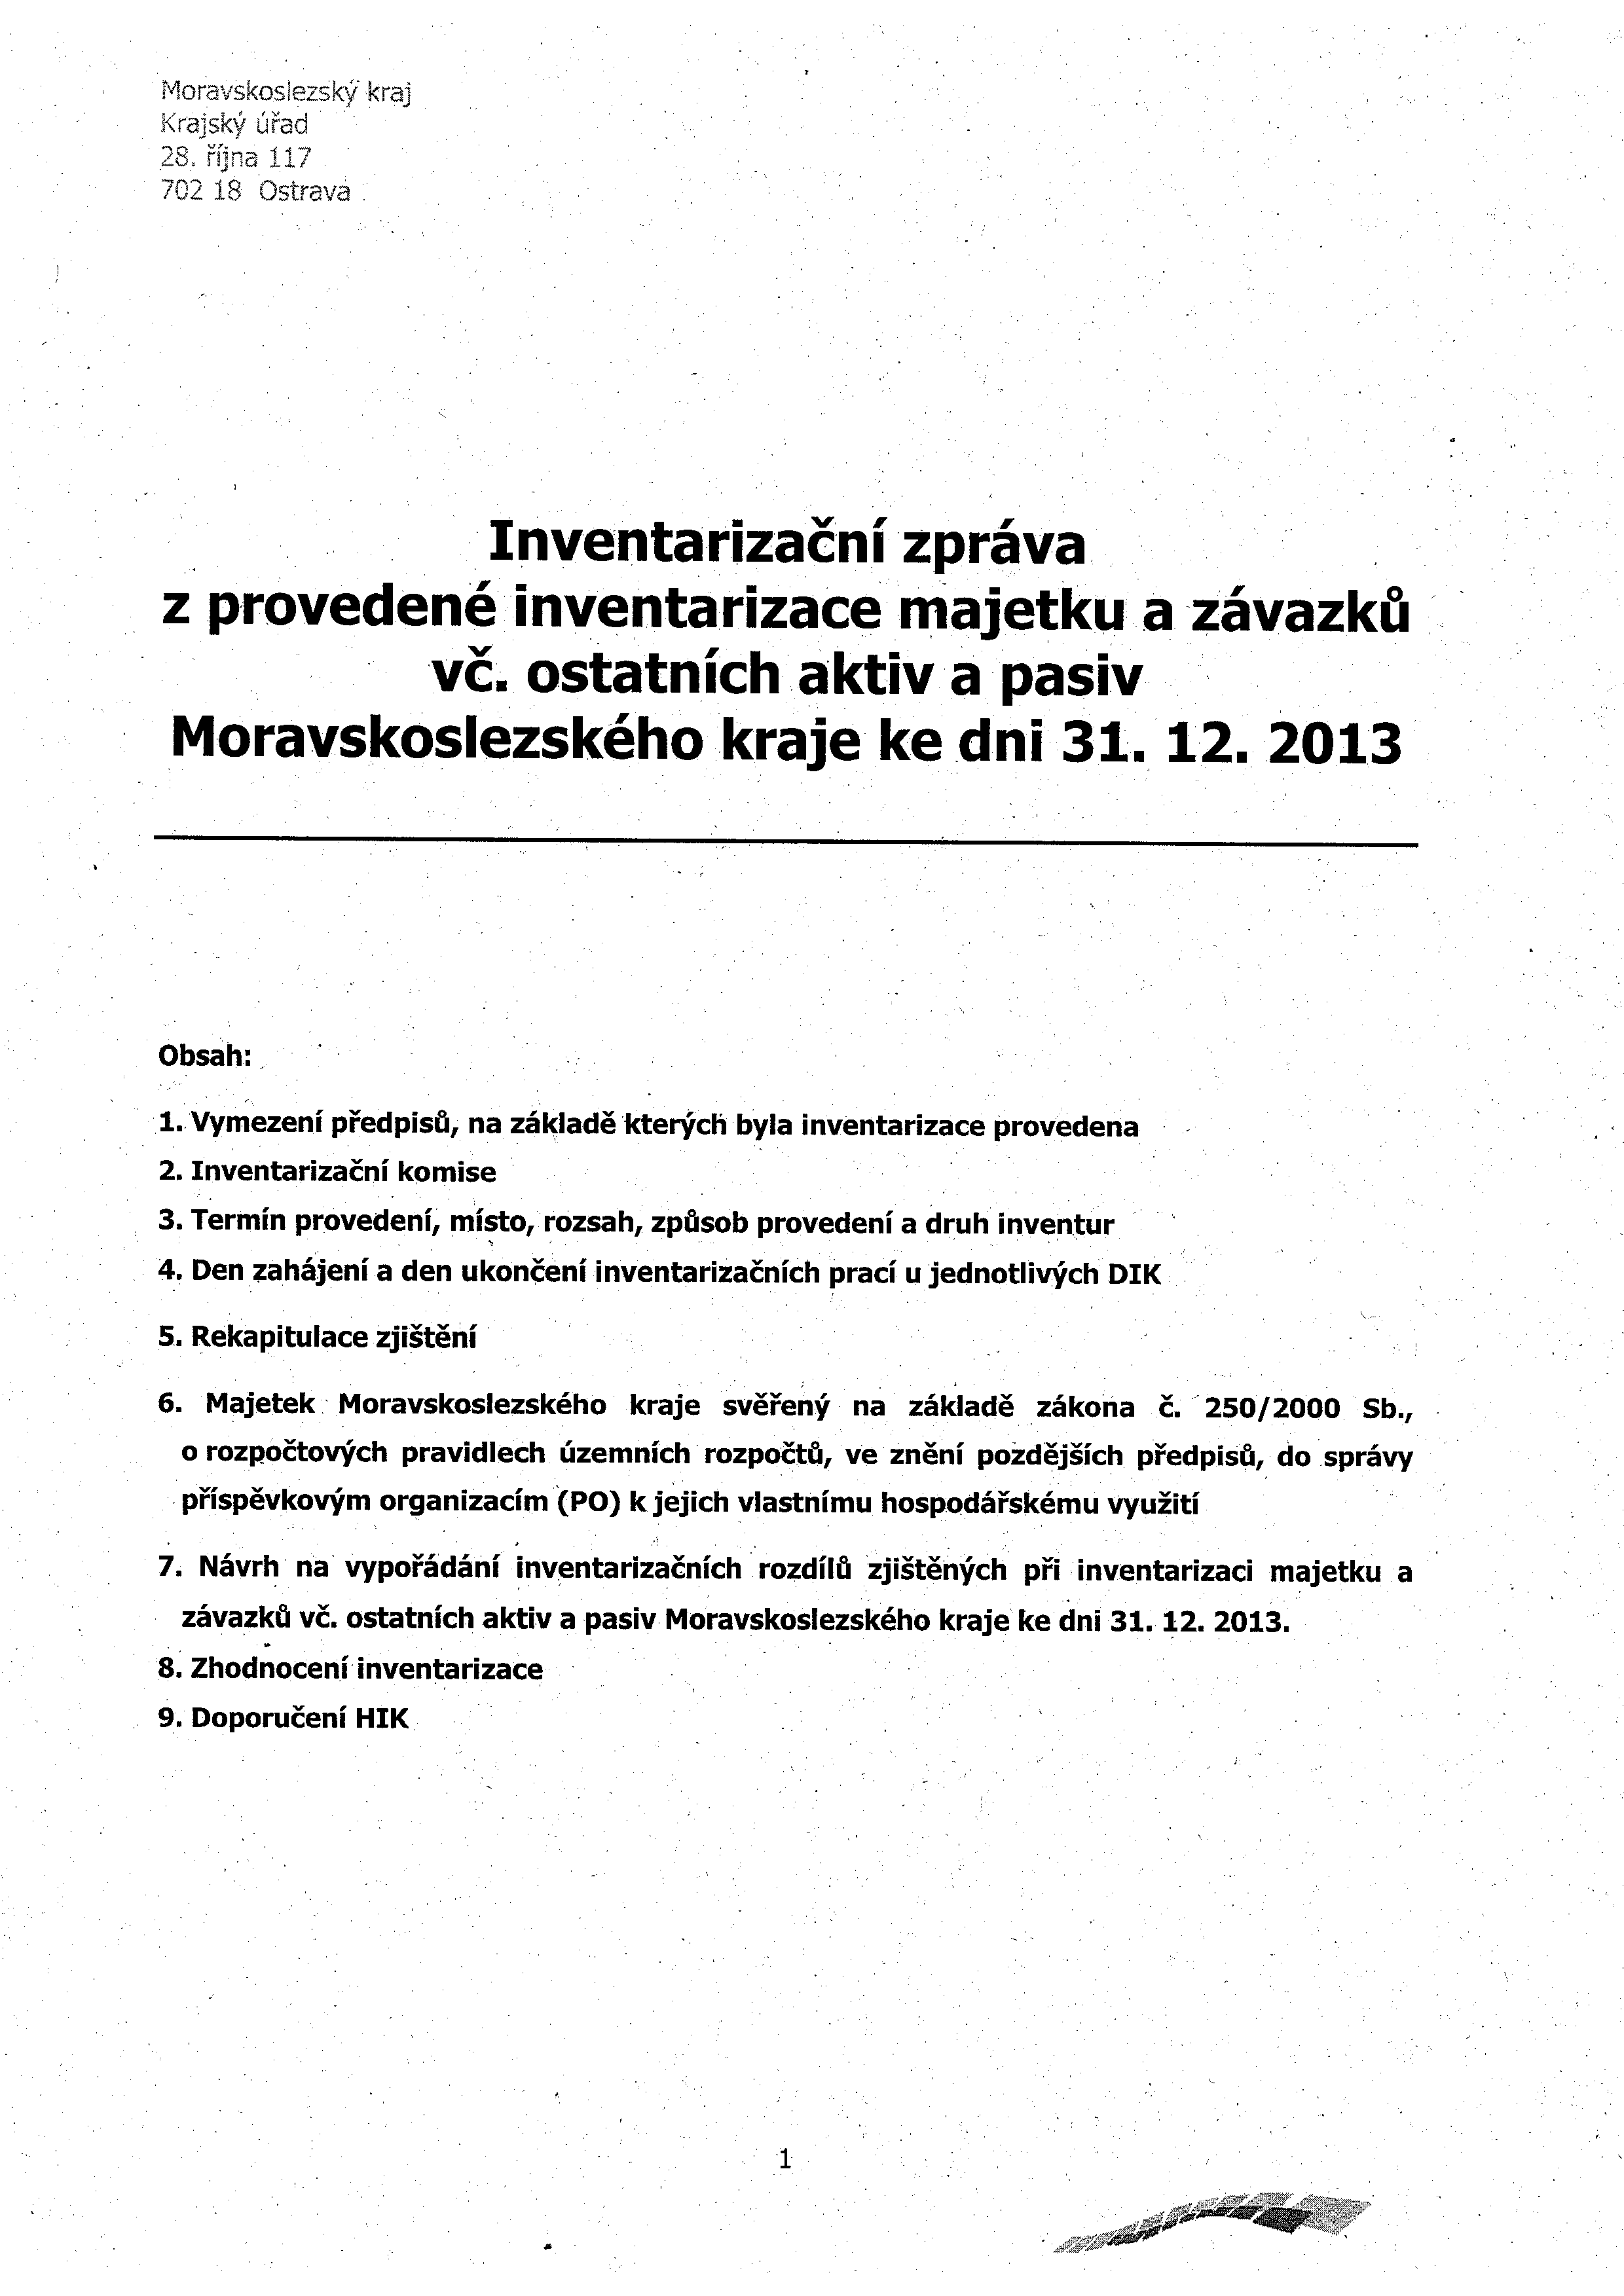 Moravskoslezský kraj
Krajský úřad
28. října 117
702 18 Ostrava
Inventarizační zpráva
z provedené inventarizace majetku a závazků
vč. ostatních aktiv a pasiv
Moravskoslezského kraje ke dni 31. 12. 2013
Obsah:
1. Vymezení předpisů, na základě kterých byla inventarizace provedena
2. Inventarizační komise
3. Termín provedení, místo, rozsah, způsob provedení a druh inventur
4. Den zahájení a den ukončení inventarizačních prací u jednotlivých DIK
5. Rekapitulace zjištění
6. Majetek Moravskoslezského kraje svěřený na základě zákona č. 250/2000 Sb.,
o rozpočtových pravidlech územních rozpočtů, ve znění pozdějších předpisů, do správy
příspěvkovým organizacím (PO) k jejich vlastnímu hospodářskému využití
7. Návrh na vypořádání inventarizačních rozdílů zjištěných při inventarizaci majetku a
závazků vč. ostatních aktiv a pasiv Moravskoslezského kraje ke dni 31. 12. 2013.
8. Zhodnocení inventarizace
9. Doporučení HIK
1